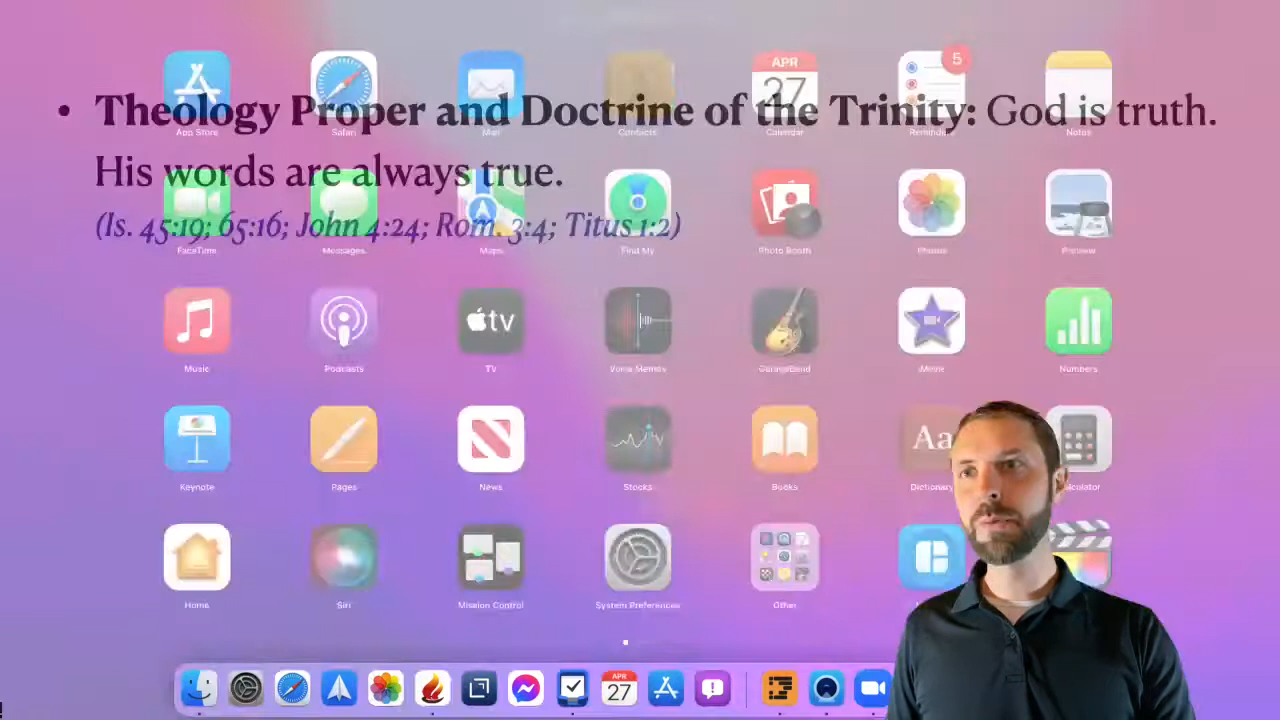 • Theology Proper and Doctrine of the Trinity: God is truth.
His words are always true.
(Is. 45:19; 65:16; John 4:24; Rom. 3:4; Titus 1:2)
APR
27
5
App Store
Safari
Mail
Contacts
Calendar
Reminders
Notes
FaceTime
Messages
Maps
Find My
Photo Booth
Photos
Preview
tv
Music
Podcasts
TV
Voice Memos
GarageBand
iMovie
Numbers
Aa
Keynote
Pages
News
Stocks
Books
Dictionary
Home
Siri
Mission Control
System Preferences
Other
APR
27